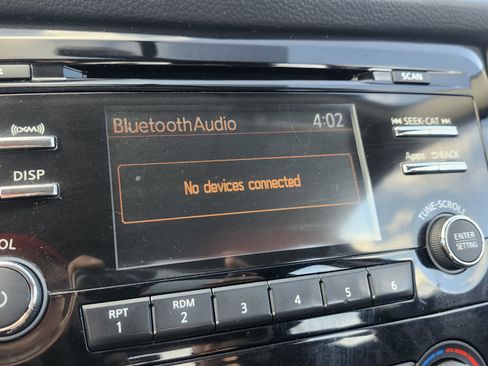 SCAN
BluetoothAudio 4:02
No devices connected
((XM))
DISP
SEEK-CAT
Apps BACK
TUNE-SCROLL
ENTER
SETTING
OL
RPT
1
RDM
2
3
4
5
6